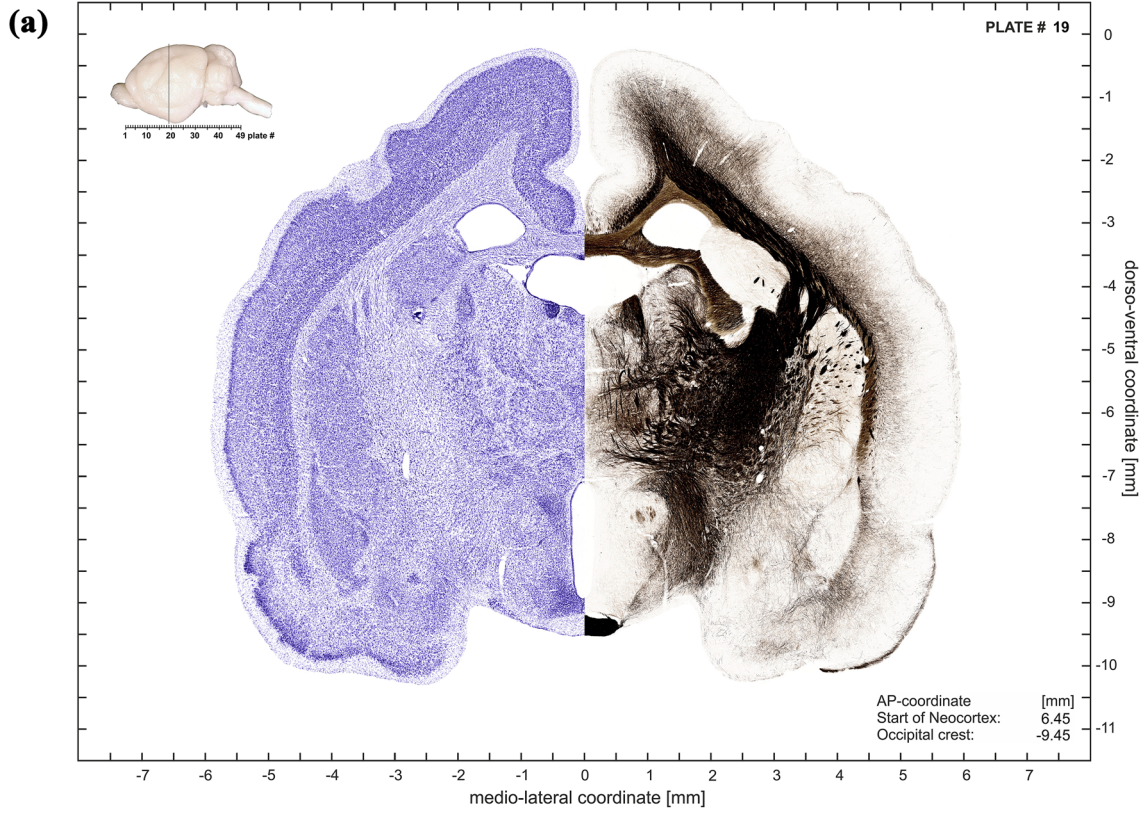 (a)
PLATE # 19
1 10 20 30 40 49 plate #
0
-1
-2
-3
-4
-5
-6
-7
-8
-9
-10
-11
dorso-ventral coordinate [mm]
AP-coordinate [mm]
Start of Neocortex: 6.45
Occipital crest: -9.45
-7 -6 -5 -4 -3 -2 -1 0 1 2 3 4 5 6 7
medio-lateral coordinate [mm]